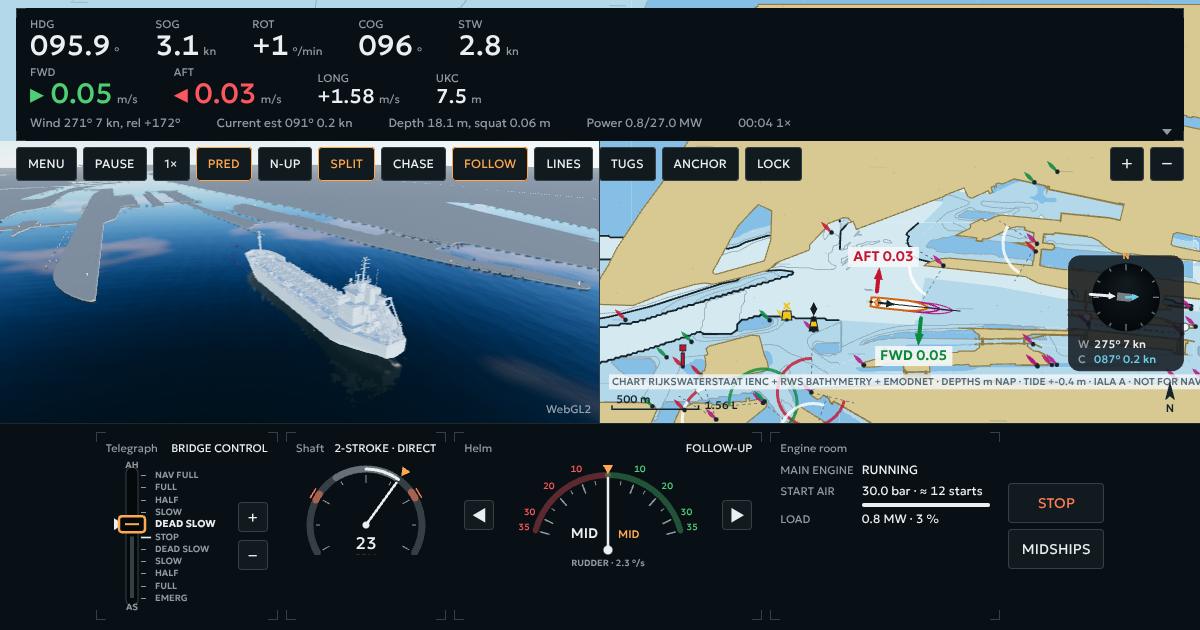 HDG SOG ROT COG STW
095.9 ° 3.1 kn +1 °/min 096 ° 2.8 kn
FWD AFT LONG UKC
▶ 0.05 m/s ◀ 0.03 m/s +1.58 m/s 7.5 m
Wind 271° 7 kn, rel +172° Current est 091° 0.2 kn Depth 18.1 m, squat 0.06 m Power 0.8/27.0 MW 00:04 1×
MENU PAUSE 1× PRED N-UP SPLIT CHASE FOLLOW LINES TUGS ANCHOR LOCK + −
AFT 0.03
FWD 0.05
N
W 275° 7 kn
C 087° 0.2 kn
CHART RIJKSWATERSTAAT IENC + RWS BATHYMETRY + EMODNET · DEPTHS m NAP · TIDE +-0.4 m · IALA A · NOT FOR NAV
500 m 1.56 L
N
WebGL2
Telegraph BRIDGE CONTROL
AH
NAV FULL
FULL
HALF
SLOW
DEAD SLOW
STOP
DEAD SLOW
SLOW
HALF
FULL
EMERG
AS
+
−
Shaft 2-STROKE · DIRECT
23
Helm FOLLOW-UP
10 10
20 20
30 30
35 35
MID MID
RUDDER · 2.3 °/s
Engine room
MAIN ENGINE RUNNING
START AIR 30.0 bar · ≈ 12 starts
LOAD 0.8 MW · 3 %
STOP
MIDSHIPS